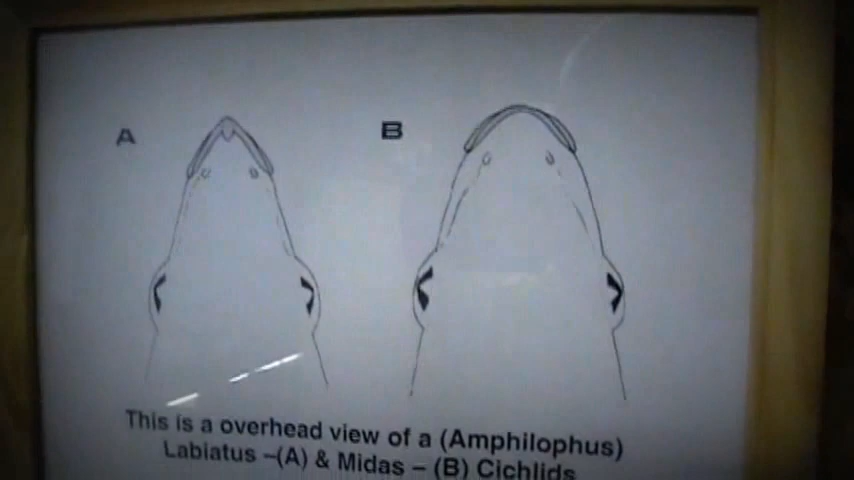 A B
This is a overhead view of a (Amphilophus)
Labiatus –(A) & Midas – (B) Cichlids